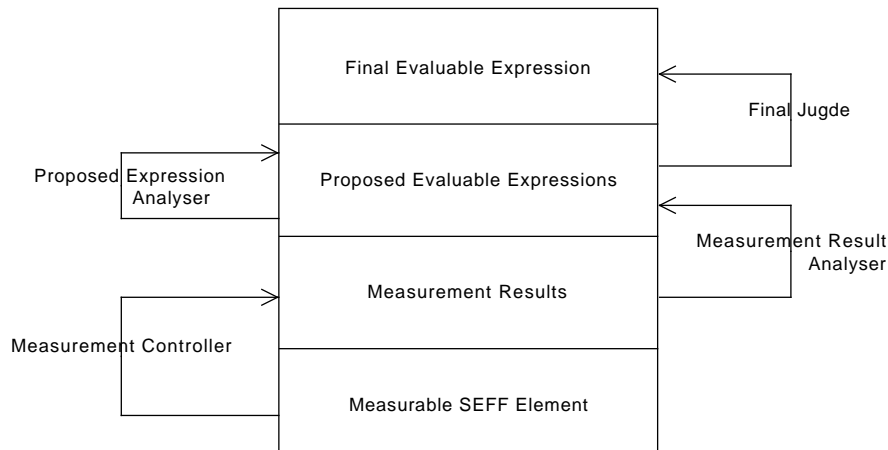 Final Evaluable Expression
Final Jugde
Proposed Expression
Analyser
Proposed Evaluable Expressions
Measurement Result
Analyser
Measurement Results
Measurement Controller
Measurable SEFF Element